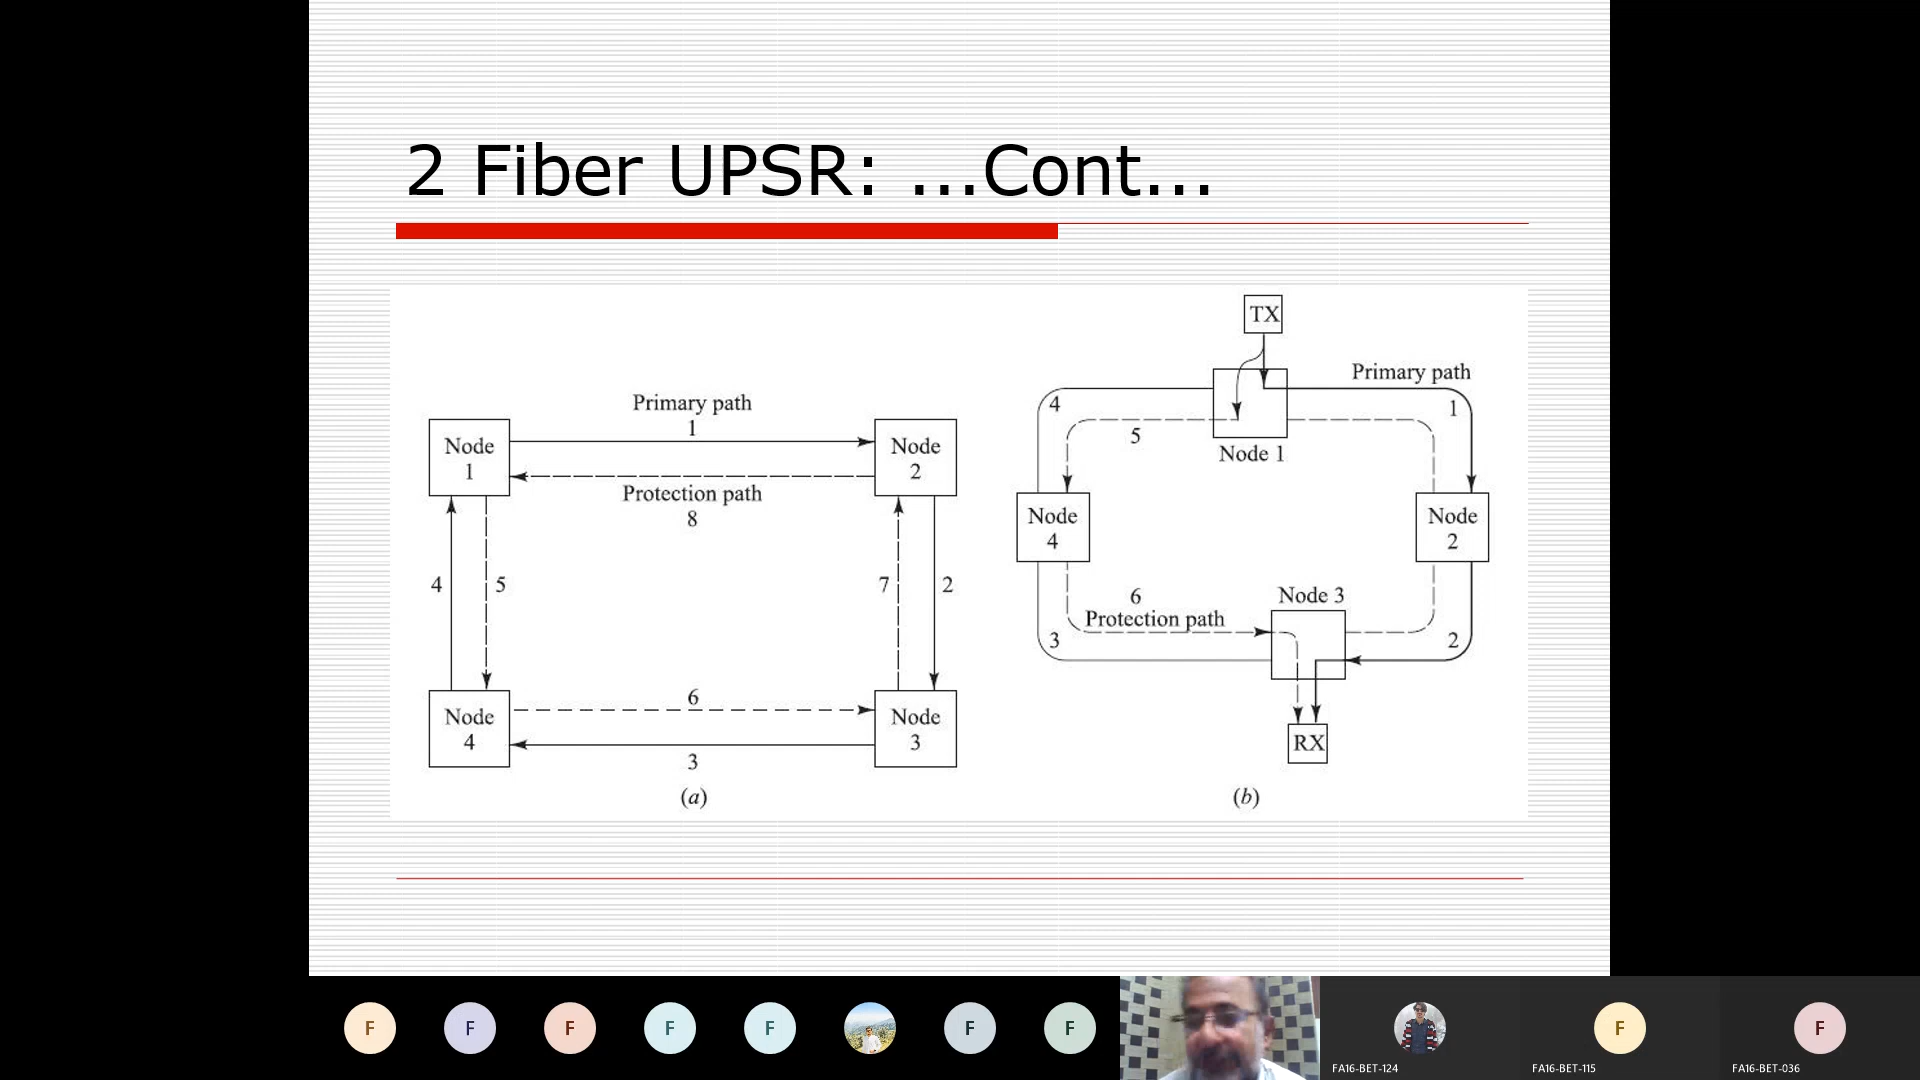 2 Fiber UPSR: ...Cont...
Primary path
1
Node
1
Node
2
Protection path
8
4
5
7
2
6
Node
4
Node
3
3
(a)
TX
Primary path
4
1
5
Node 1
Node
4
Node
2
6
Node 3
Protection path
3
2
RX
(b)
F
F
F
F
F
F
F
F
F
FA16-BET-124
FA16-BET-115
FA16-BET-036